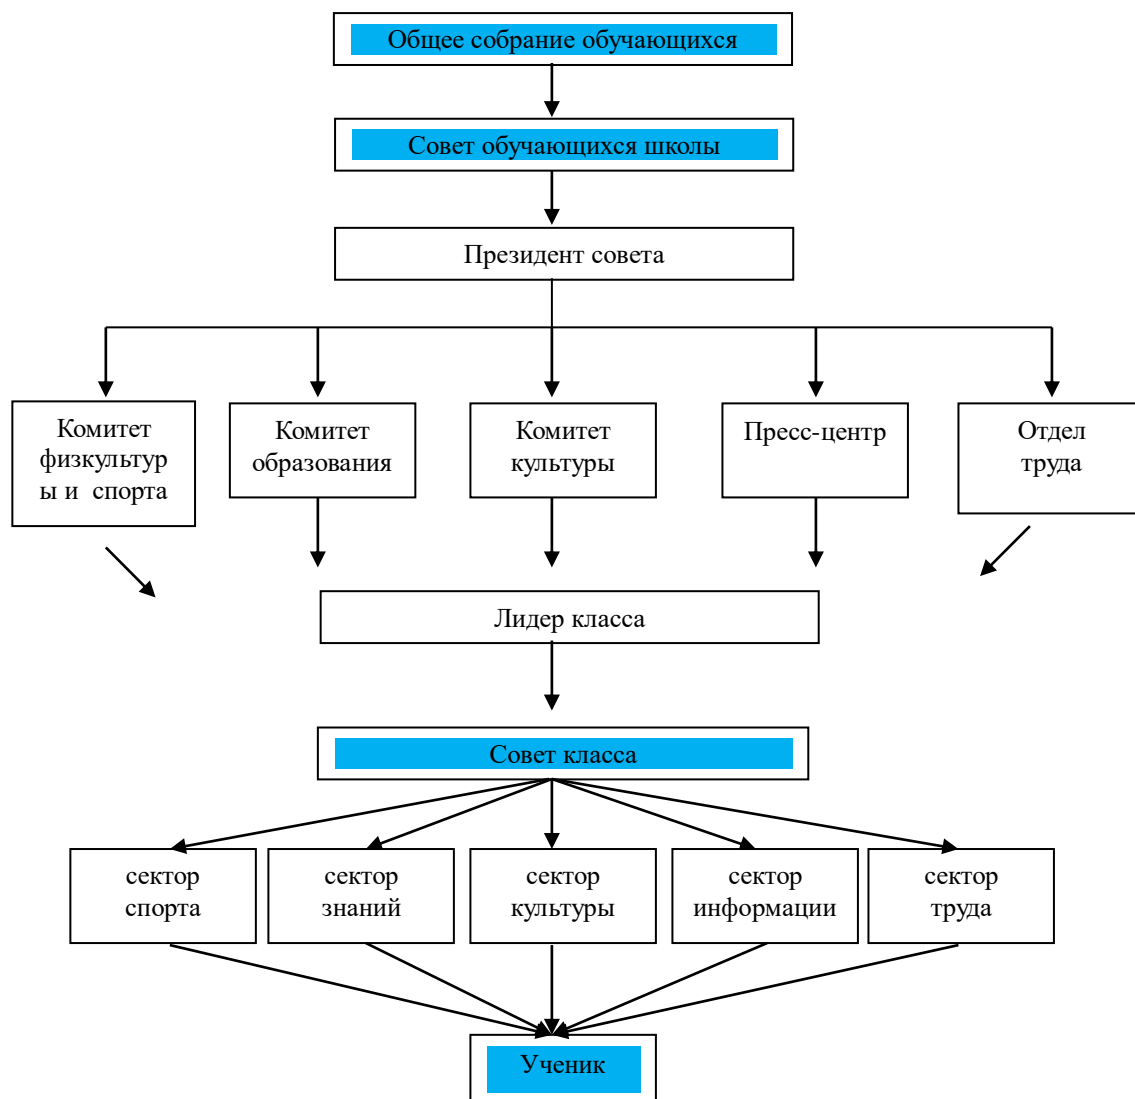 Общее собрание обучающихся
Совет обучающихся школы
Президент совета
Комитет
физкультур
ы и спорта
Комитет
образования
Комитет
культуры
Пресс-центр
Отдел
труда
Лидер класса
Совет класса
сектор
спорта
сектор
знаний
сектор
культуры
сектор
информации
сектор
труда
Ученик